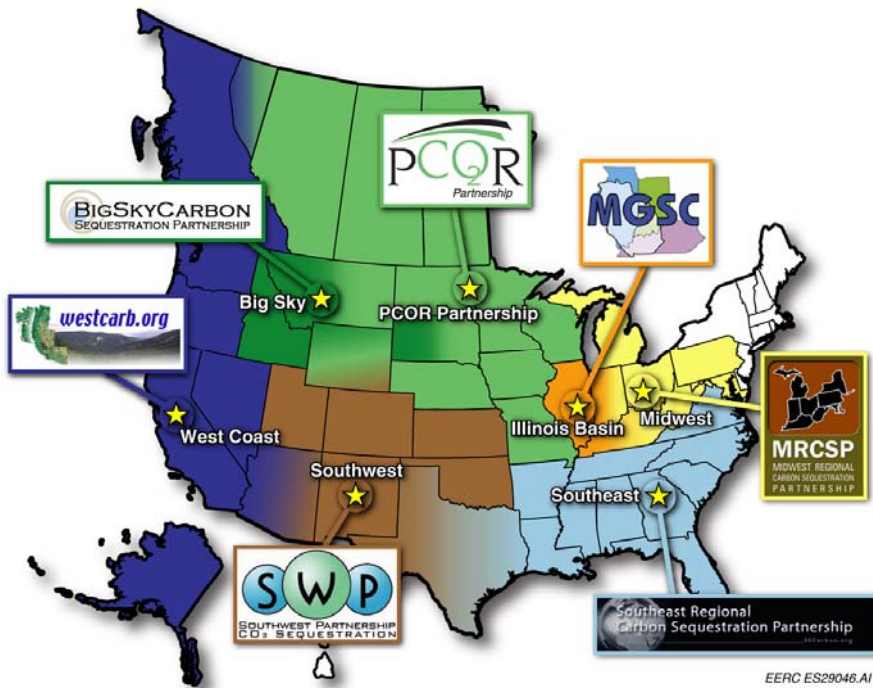 PCO2R
Partnership
BIGSKYCARBON
SEQUESTRATION PARTNERSHIP
MGSC
Big Sky
PCOR Partnership
westcarb.org
West Coast
Illinois Basin
Midwest
MRCSP
MIDWEST REGIONAL
CARBON SEQUESTRATION
PARTNERSHIP
Southwest
Southeast
SWP
SOUTHWEST PARTNERSHIP
CO2 SEQUESTRATION
Southeast Regional
Carbon Sequestration Partnership
EERC ES29046.AI